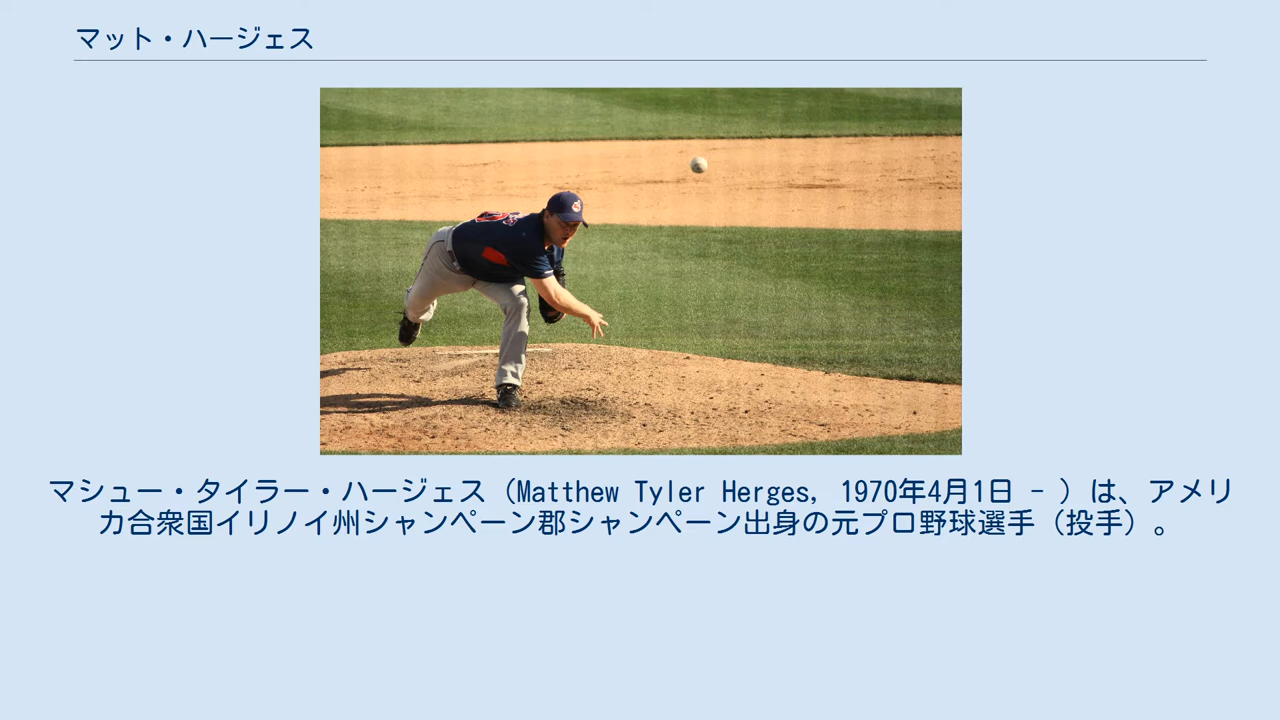 マット・ハージェス
マシュー・タイラー・ハージェス（Matthew Tyler Herges, 1970年4月1日 - ）は、アメリ
カ合衆国イリノイ州シャンペーン郡シャンペーン出身の元プロ野球選手（投手）。